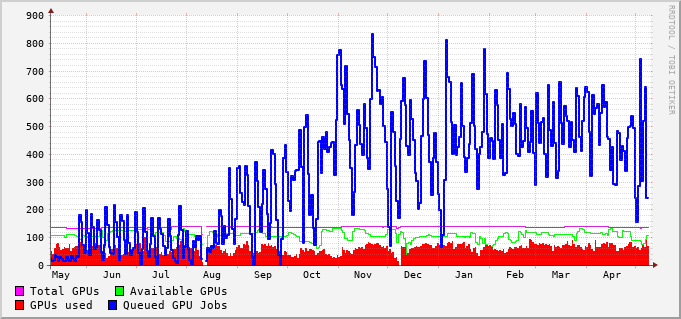 900
800
700
600
500
400
300
200
100
0
May Jun Jul Aug Sep Oct Nov Dec Jan Feb Mar Apr
Total GPUs Available GPUs
GPUs used Queued GPU Jobs
RRDTOOL / TOBI OETIKER